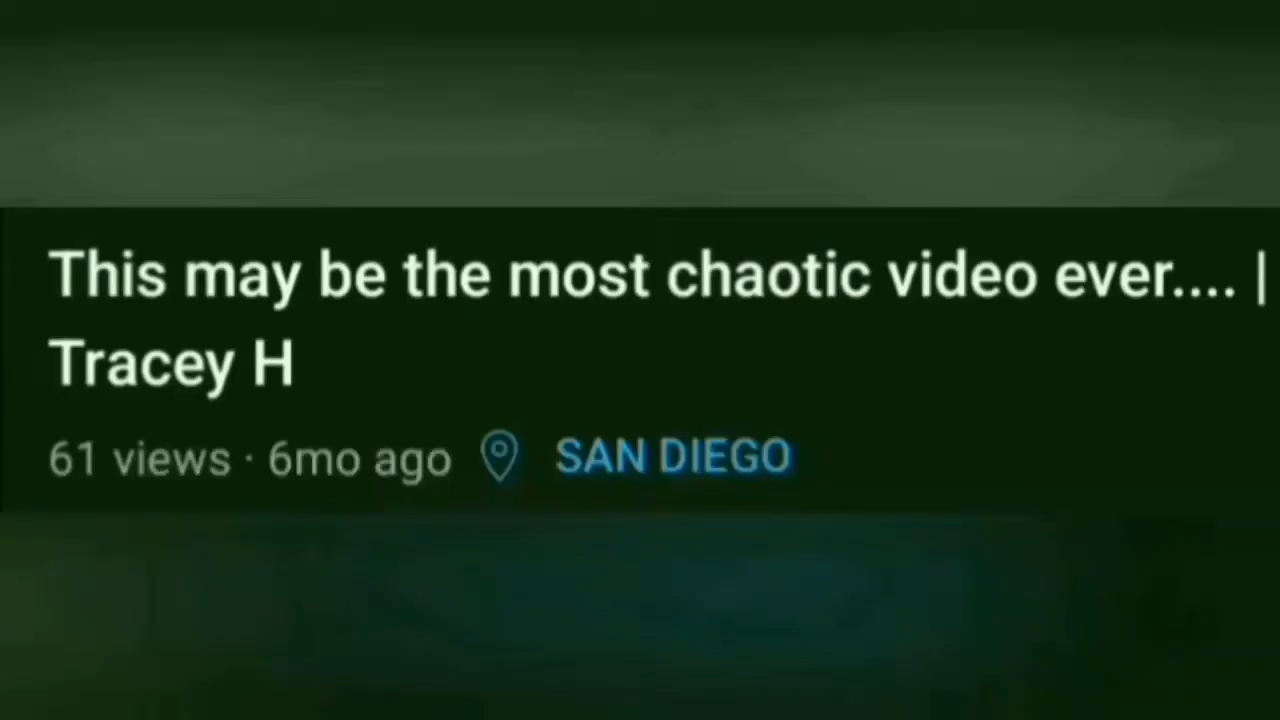 This may be the most chaotic video ever.... |
Tracey H
61 views · 6mo ago SAN DIEGO